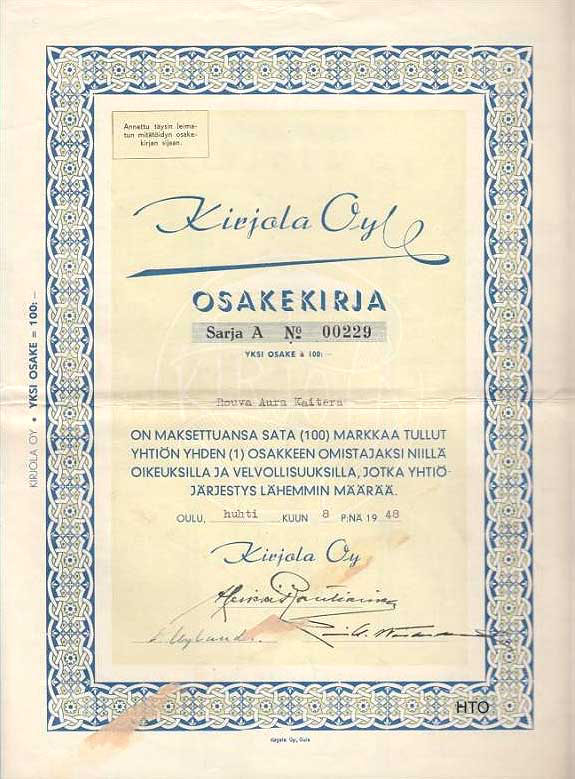 Annettu täysin leima-
tun mitätöidyn osake-
kirjan sijaan.
Kirjola Oy
OSAKEKIRJA
Sarja A № 00229
YKSI OSAKE à 100: -
Rouva Aura Kaitera
ON MAKSETTUANSA SATA (100) MARKKAA TULLUT
YHTIÖN YHDEN (1) OSAKKEEN OMISTAJAKSI NIILLÄ
OIKEUKSILLA JA VELVOLLISUUKSILLA, JOTKA YHTIÖ-
JÄRJESTYS LÄHEMMIN MÄÄRÄÄ.
OULU, huhti KUUN 8 P:NÄ 19 48
Kirjola Oy
HTO
KIRJOLA OY • YKSI OSAKE = 100: -